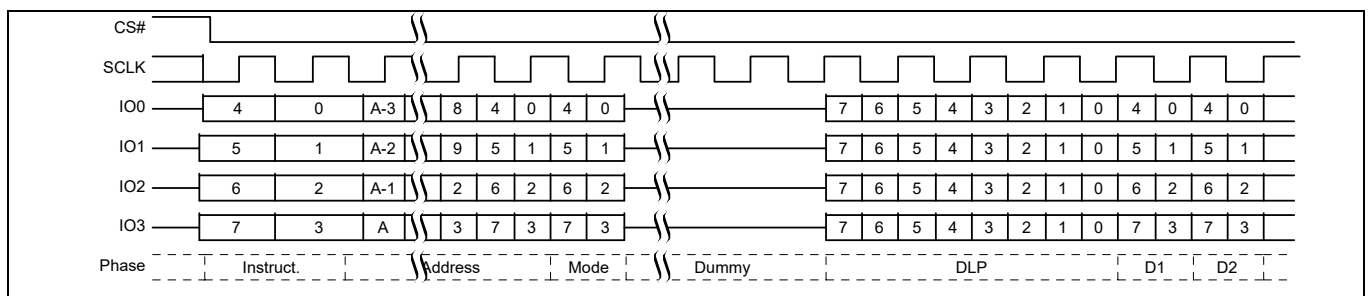 CS#
SCLK
IO0 4 0 A-3 8 4 0 4 0 7 6 5 4 3 2 1 0 4 0 4 0
IO1 5 1 A-2 9 5 1 5 1 7 6 5 4 3 2 1 0 5 1 5 1
IO2 6 2 A-1 2 6 2 6 2 7 6 5 4 3 2 1 0 6 2 6 2
IO3 7 3 A 3 7 3 7 3 7 6 5 4 3 2 1 0 7 3 7 3
Phase Instruct. Address Mode Dummy DLP D1 D2